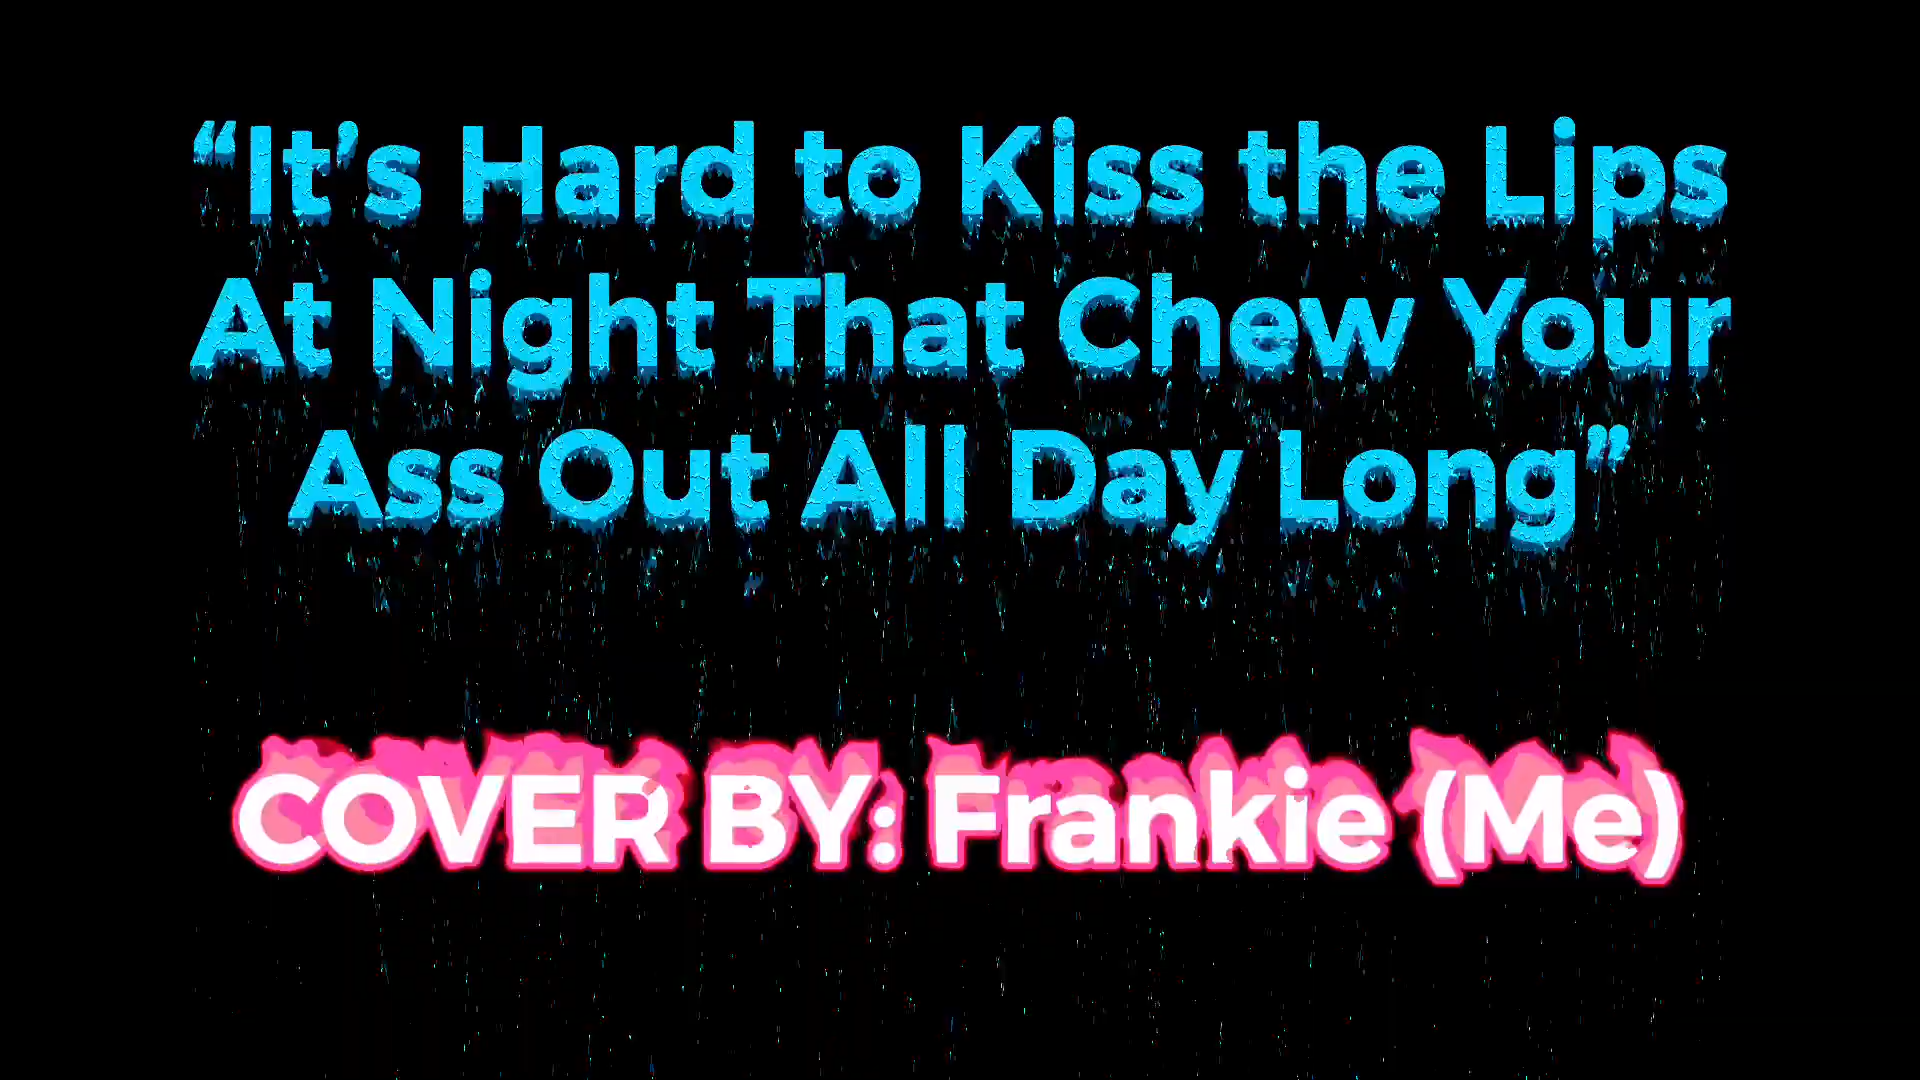 “It’s Hard to Kiss the Lips
At Night That Chew Your
Ass Out All Day Long”
COVER BY: Frankie (Me)